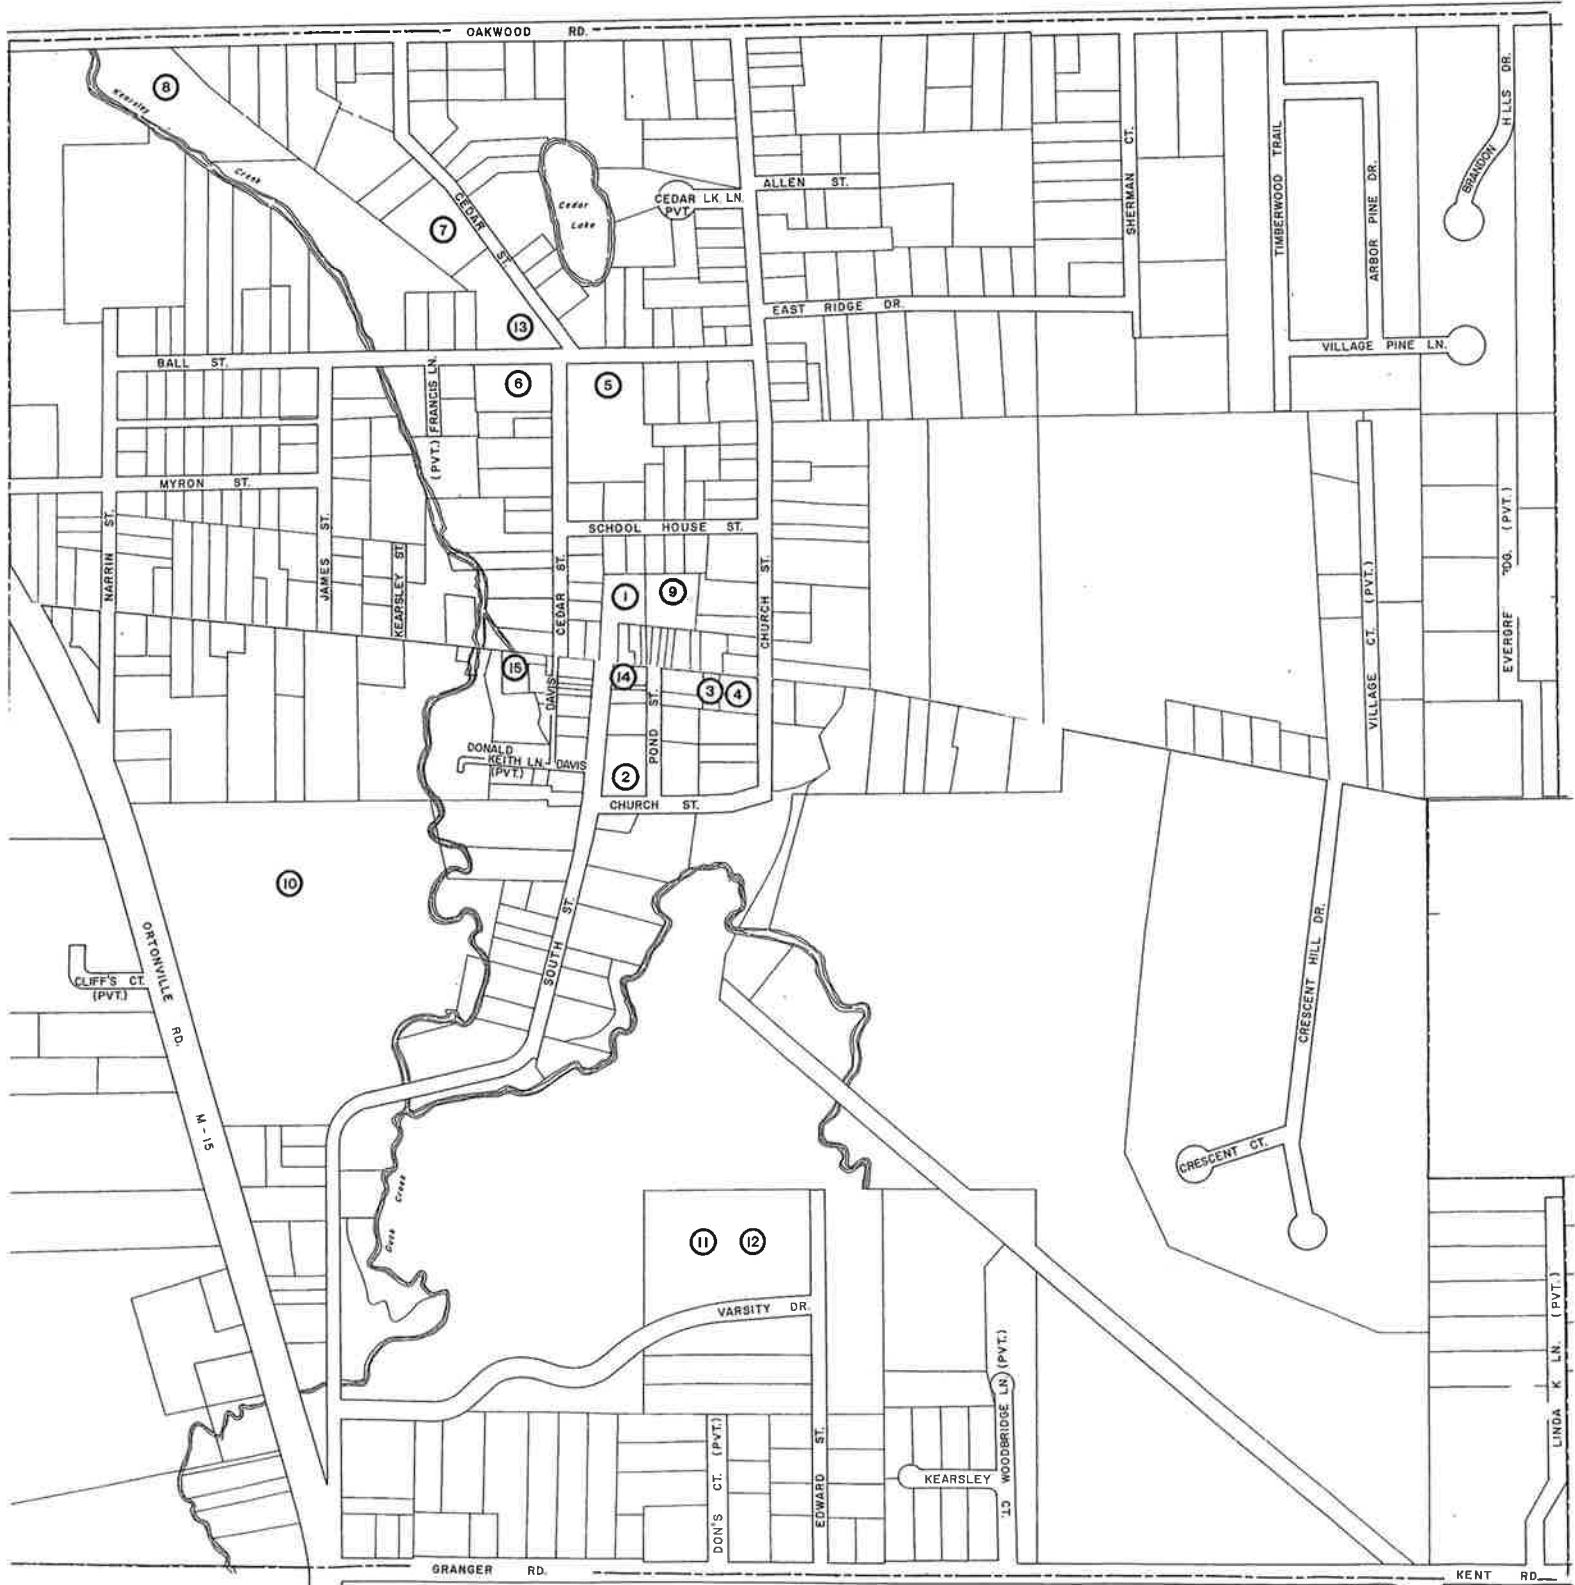 OAKWOOD RD.
8
Kearsley
Creek
CEDAR ST.
7
Cedar
Lake
CEDAR LK. LN.
PVT.
ALLEN ST.
SHERMAN CT.
TIMBERWOOD TRAIL
ARBOR PINE DR.
BRANDON HILLS DR.
13
EAST RIDGE DR.
VILLAGE PINE LN.
BALL ST.
6
5
(PVT.) FRANCIS LN.
MYRON ST.
SCHOOL HOUSE ST.
NARRIN ST.
JAMES ST.
KEARSLEY ST.
CEDAR ST.
1
9
CHURCH ST.
VILLAGE CT. (PVT.)
(PVT.)
15
14
3
4
DAVIS
POND ST.
DONALD
KEITH LN.
(PVT.)
DAVIS
2
CHURCH ST.
10
SOUTH ST.
ORTONVILLE RD.
M-15
CLIFF'S CT.
(PVT.)
CRESCENT HILL DR.
CRESCENT CT.
Duck Creek
11
12
VARSITY DR.
WOODBRIDGE LN (PVT.)
LINDA K LN. (PVT.)
DON'S CT. (PVT.)
EDWARD ST.
KEARSLEY
CT.
GRANGER RD.
KENT RD.